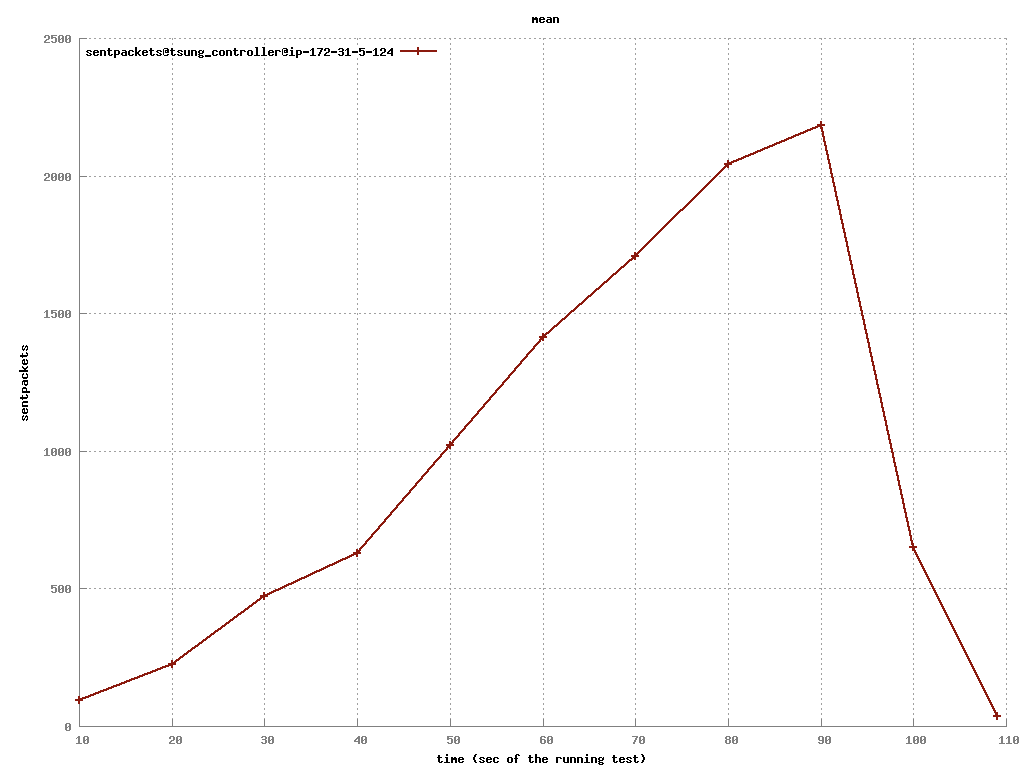 mean
2500
sentpackets@tsung_controller@ip-172-31-5-124
2000
1500
sentpackets
1000
500
0
10 20 30 40 50 60 70 80 90 100 110
time (sec of the running test)